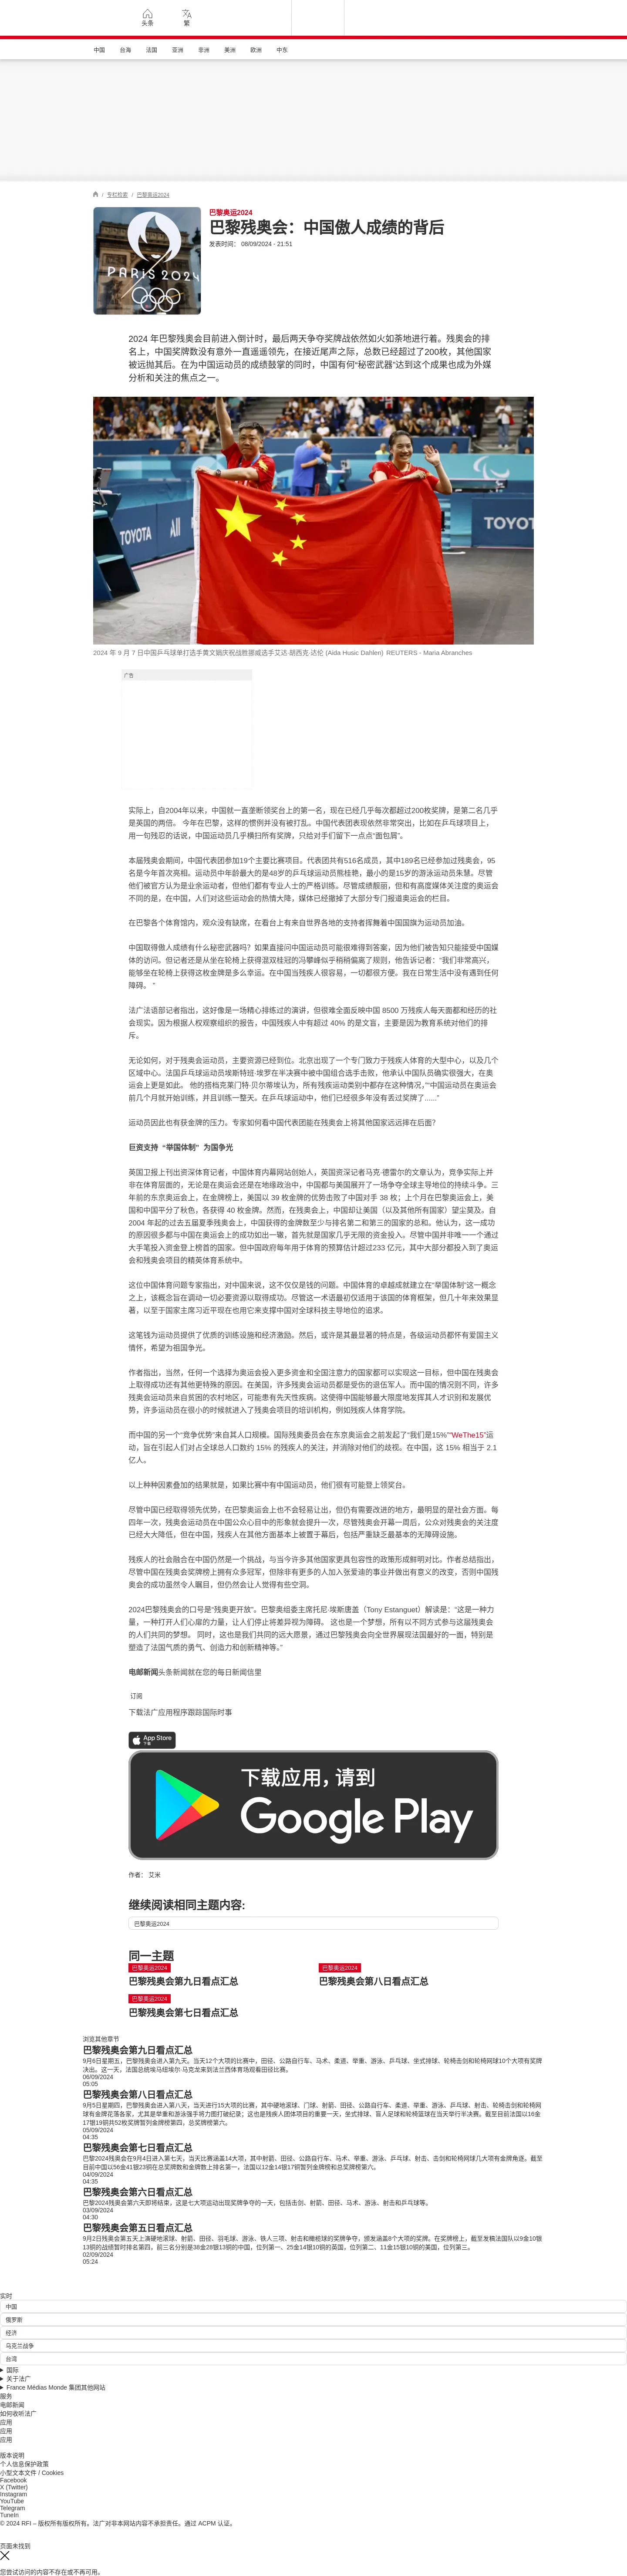 头条
繁
中国
台海
法国
亚洲
非洲
美洲
欧洲
中东
/ 专栏检索 / 巴黎奥运2024
PARIS 2024
巴黎奥运2024
巴黎残奥会：中国傲人成绩的背后
发表时间： 08/09/2024 - 21:51
2024 年巴黎残奥会目前进入倒计时，最后两天争夺奖牌战依然如火如荼地进行着。残奥会的排
名上，中国奖牌数没有意外一直遥遥领先，在接近尾声之际，总数已经超过了200枚，其他国家
被远抛其后。在为中国运动员的成绩鼓掌的同时，中国有何“秘密武器”达到这个成果也成为外媒
分析和关注的焦点之一。
TOYOTA
TOYOTA
2024 年 9 月 7 日中国乒乓球单打选手黄文娟庆祝战胜挪威选手艾达·胡西克·达伦 (Aida Husic Dahlen) REUTERS - Maria Abranches
广告
实际上，自2004年以来，中国就一直垄断领奖台上的第一名，现在已经几乎每次都超过200枚奖牌，是第二名几乎
是英国的两倍。 今年在巴黎，这样的惯例并没有被打乱。中国代表团表现依然非常突出，比如在乒乓球项目上，
用一句残忍的话说，中国运动员几乎横扫所有奖牌，只给对手们留下一点点“面包屑”。
本届残奥会期间，中国代表团参加19个主要比赛项目。代表团共有516名成员，其中189名已经参加过残奥会，95
名是今年首次亮相。运动员中年龄最大的是48岁的乒乓球运动员熊桂艳，最小的是15岁的游泳运动员朱慧。尽管
他们被官方认为是业余运动者，但他们都有专业人士的严格训练。尽管成绩靓丽，但和有高度媒体关注度的奥运会
不同的是，在中国，人们对这些运动会的热情大降，媒体已经撤掉了大部分专门报道奥运会的栏目。
在巴黎各个体育馆内，观众没有缺席，在看台上有来自世界各地的支持者挥舞着中国国旗为运动员加油。
中国取得傲人成绩有什么秘密武器吗？如果直接问中国运动员可能很难得到答案，因为他们被告知只能接受中国媒
体的访问。但记者还是从坐在轮椅上获得混双桂冠的冯攀峰似乎稍稍偏离了规则，他告诉记者：“我们非常高兴，
能够坐在轮椅上获得这枚金牌是多么幸运。在中国当残疾人很容易，一切都很方便。我在日常生活中没有遇到任何
障碍。 ”
法广法语部记者指出，这好像是一场精心排练过的演讲，但很难全面反映中国 8500 万残疾人每天面都和经历的社
会现实。因为根据人权观察组织的报告，中国残疾人中有超过 40% 的是文盲，主要是因为教育系统对他们的排
斥。
无论如何，对于残奥会运动员，主要资源已经到位。北京出现了一个专门致力于残疾人体育的大型中心，以及几个
区域中心。法国乒乓球运动员埃斯特班·埃罗在半决赛中被中国组合选手击败，他承认中国队员确实很强大，在奥
运会上更是如此。 他的搭档克莱门特·贝尔蒂埃认为，所有残疾运动类别中都存在这种情况，”“中国运动员在奥运会
前几个月就开始训练，并且训练一整天。在乒乓球运动中，他们已经很多年没有丢过奖牌了......”
运动员因此也有获金牌的压力。专家如何看中国代表团能在残奥会上将其他国家远远摔在后面？
巨资支持 “举国体制” 为国争光
英国卫报上刊出资深体育记者，中国体育内幕网站创始人，英国资深记者马克·德雷尔的文章认为，竞争实际上并
非在体育层面的，无论是在奥运会还是在地缘政治中，中国都与美国展开了一场争夺全球主导地位的持续斗争。三
年前的东京奥运会上，在金牌榜上，美国以 39 枚金牌的优势击败了中国对手 38 枚；上个月在巴黎奥运会上，美
国和中国平分了秋色，各获得 40 枚金牌。然而，在残奥会上，中国却让美国（以及其他所有国家）望尘莫及。自
2004 年起的过去五届夏季残奥会上，中国获得的金牌数至少与排名第二和第三的国家的总和。他认为，这一成功
的原因很多都与中国在奥运会上的成功如出一辙，首先就是国家几乎无限的资金投入。尽管中国并非唯一一个通过
大手笔投入资金登上榜首的国家。但中国政府每年用于体育的预算估计超过233 亿元，其中大部分都投入到了奥运
会和残奥会项目的精英体育系统中。
这位中国体育问题专家指出，对中国来说，这不仅仅是钱的问题。中国体育的卓越成就建立在“举国体制”这一概念
之上，该概念旨在调动一切必要资源以取得成功。尽管这一术语最初仅适用于该国的体育框架，但几十年来效果显
著，以至于国家主席习近平现在也用它来支撑中国对全球科技主导地位的追求。
这笔钱为运动员提供了优质的训练设施和经济激励。然后，或许是其最显著的特点是，各级运动员都怀有爱国主义
情怀，希望为祖国争光。
作者指出，当然，任何一个选择为奥运会投入更多资金和全国注意力的国家都可以实现这一目标，但中国在残奥会
上取得成功还有其他更特殊的原因。在美国，许多残奥会运动员都是受伤的退伍军人。而中国的情况则不同，许多
残奥会运动员来自贫困的农村地区，可能患有先天性疾病。这使得中国能够最大限度地发挥其人才识别和发展优
势，许多运动员在很小的时候就进入了残奥会项目的培训机构，例如残疾人体育学院。
而中国的另一个“竞争优势”来自其人口规模。国际残奥委员会在东京奥运会之前发起了“我们是15%”“WeThe15”运
动，旨在引起人们对占全球总人口数约 15% 的残疾人的关注，并消除对他们的歧视。在中国，这 15% 相当于 2.1
亿人。
以上种种因素叠加的结果就是，如果比赛中有中国运动员，他们很有可能登上领奖台。
尽管中国已经取得领先优势，在巴黎奥运会上也不会轻易让出，但仍有需要改进的地方，最明显的是社会方面。每
四年一次，残奥会运动员在中国公众心目中的形象就会提升一次，尽管残奥会开幕一周后，公众对残奥会的关注度
已经大大降低，但在中国，残疾人在其他方面基本上被置于幕后，包括严重缺乏最基本的无障碍设施。
残疾人的社会融合在中国仍然是一个挑战，与当今许多其他国家更具包容性的政策形成鲜明对比。作者总结指出，
尽管中国在残奥会奖牌榜上拥有众多冠军，但除非有更多的人加入张爱迪的事业并做出有意义的改变，否则中国残
奥会的成功虽然令人瞩目，但仍然会让人觉得有些空洞。
2024巴黎残奥会的口号是“残奥更开放”。巴黎奥组委主席托尼·埃斯唐盖（Tony Estanguet）解读是：“这是一种力
量，一种打开人们心扉的力量，让人们停止将差异视为障碍。 这也是一个梦想，所有以不同方式参与这届残奥会
的人们共同的梦想。 同时，这也是我们共同的远大愿景，通过巴黎残奥会向全世界展现法国最好的一面，特别是
塑造了法国气质的勇气、创造力和创新精神等。”
电邮新闻头条新闻就在您的每日新闻信里
订阅
下载法广应用程序跟踪国际时事
App Store
下载
下载应用，请到
Google Play
作者： 艾米
继续阅读相同主题内容:
巴黎奥运2024
同一主题
巴黎奥运2024
巴黎残奥会第九日看点汇总
巴黎奥运2024
巴黎残奥会第八日看点汇总
巴黎奥运2024
巴黎残奥会第七日看点汇总
浏览其他章节
巴黎残奥会第九日看点汇总
9月6日星期五，巴黎残奥会进入第九天。当天12个大项的比赛中，田径、公路自行车、马术、柔道、举重、游泳、乒乓球、坐式排球、轮椅击剑和轮椅网球10个大项有奖牌
决出。这一天，法国总统埃马纽埃尔·马克龙来到法兰西体育场观看田径比赛。
06/09/2024
05:05
巴黎残奥会第八日看点汇总
9月5日星期四，巴黎残奥会进入第八天，当天进行15大项的比赛，其中硬地滚球、门球、射箭、田径、公路自行车、柔道、举重、游泳、乒乓球、射击、轮椅击剑和轮椅网
球有金牌花落各家，尤其是举重和游泳强手将力图打破纪录；这也是残疾人团体项目的重要一天，坐式排球、盲人足球和轮椅篮球在当天举行半决赛。截至目前法国以16金
17银19铜共52枚奖牌暂列金牌榜第四，总奖牌榜第六。
05/09/2024
04:35
巴黎残奥会第七日看点汇总
巴黎2024残奥会在9月4日进入第七天，当天比赛涵盖14大项，其中射箭、田径、公路自行车、马术、举重、游泳、乒乓球、射击、击剑和轮椅网球几大项有金牌角逐。截至
目前中国以56金41银23铜在总奖牌数和金牌数上排名第一，法国以12金14银17铜暂列金牌榜和总奖牌榜第六。
04/09/2024
04:35
巴黎残奥会第六日看点汇总
巴黎2024残奥会第六天即将结束，这是七大项运动出现奖牌争夺的一天，包括击剑、射箭、田径、马术、游泳、射击和乒乓球等。
03/09/2024
04:30
巴黎残奥会第五日看点汇总
9月2日残奥会第五天上演硬地滚球、射箭、田径、羽毛球、游泳、铁人三项、射击和橄榄球的奖牌争夺，颁发涵盖8个大项的奖牌。在奖牌榜上，截至发稿法国队以9金10银
13铜的战绩暂时排名第四，前三名分别是38金28银13铜的中国，位列第一、25金14银10铜的英国，位列第二、11金15银10铜的美国，位列第三。
02/09/2024
05:24
实时
中国
俄罗斯
经济
乌克兰战争
台湾
国际
关于法广
France Médias Monde 集团其他网站
服务
电邮新闻
如何收听法广
应用
应用
应用
版本说明
个人信息保护政策
小型文本文件 / Cookies
Facebook
X (Twitter)
Instagram
YouTube
Telegram
TuneIn
© 2024 RFI – 版权所有版权所有。法广对非本网站内容不承担责任。通过 ACPM 认证。
页面未找到
您尝试访问的内容不存在或不再可用。